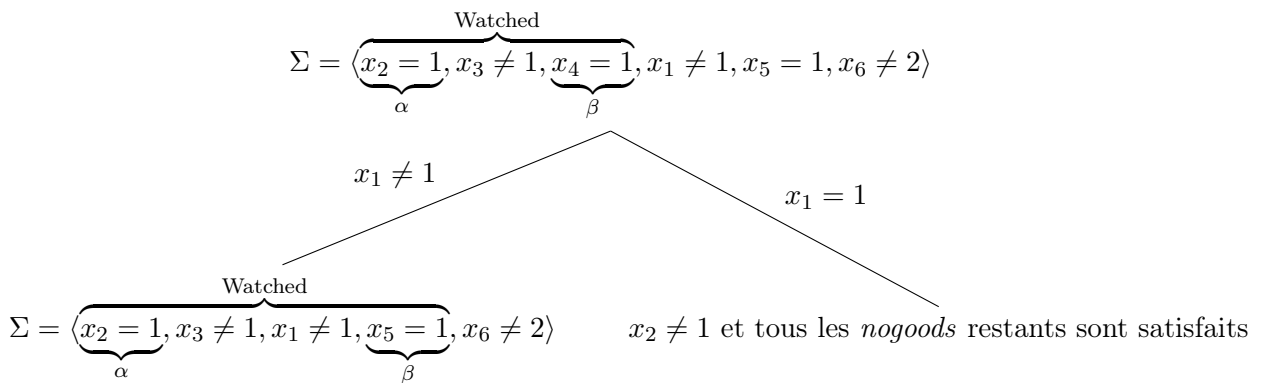 Watched
Σ = ⟨x₂ = 1, x₃ ≠ 1, x₄ = 1, x₁ ≠ 1, x₅ = 1, x₆ ≠ 2⟩
α β
x₁ ≠ 1
x₁ = 1
Watched
Σ = ⟨x₂ = 1, x₃ ≠ 1, x₁ ≠ 1, x₅ = 1, x₆ ≠ 2⟩
α β
x₂ ≠ 1 et tous les nogoods restants sont satisfaits